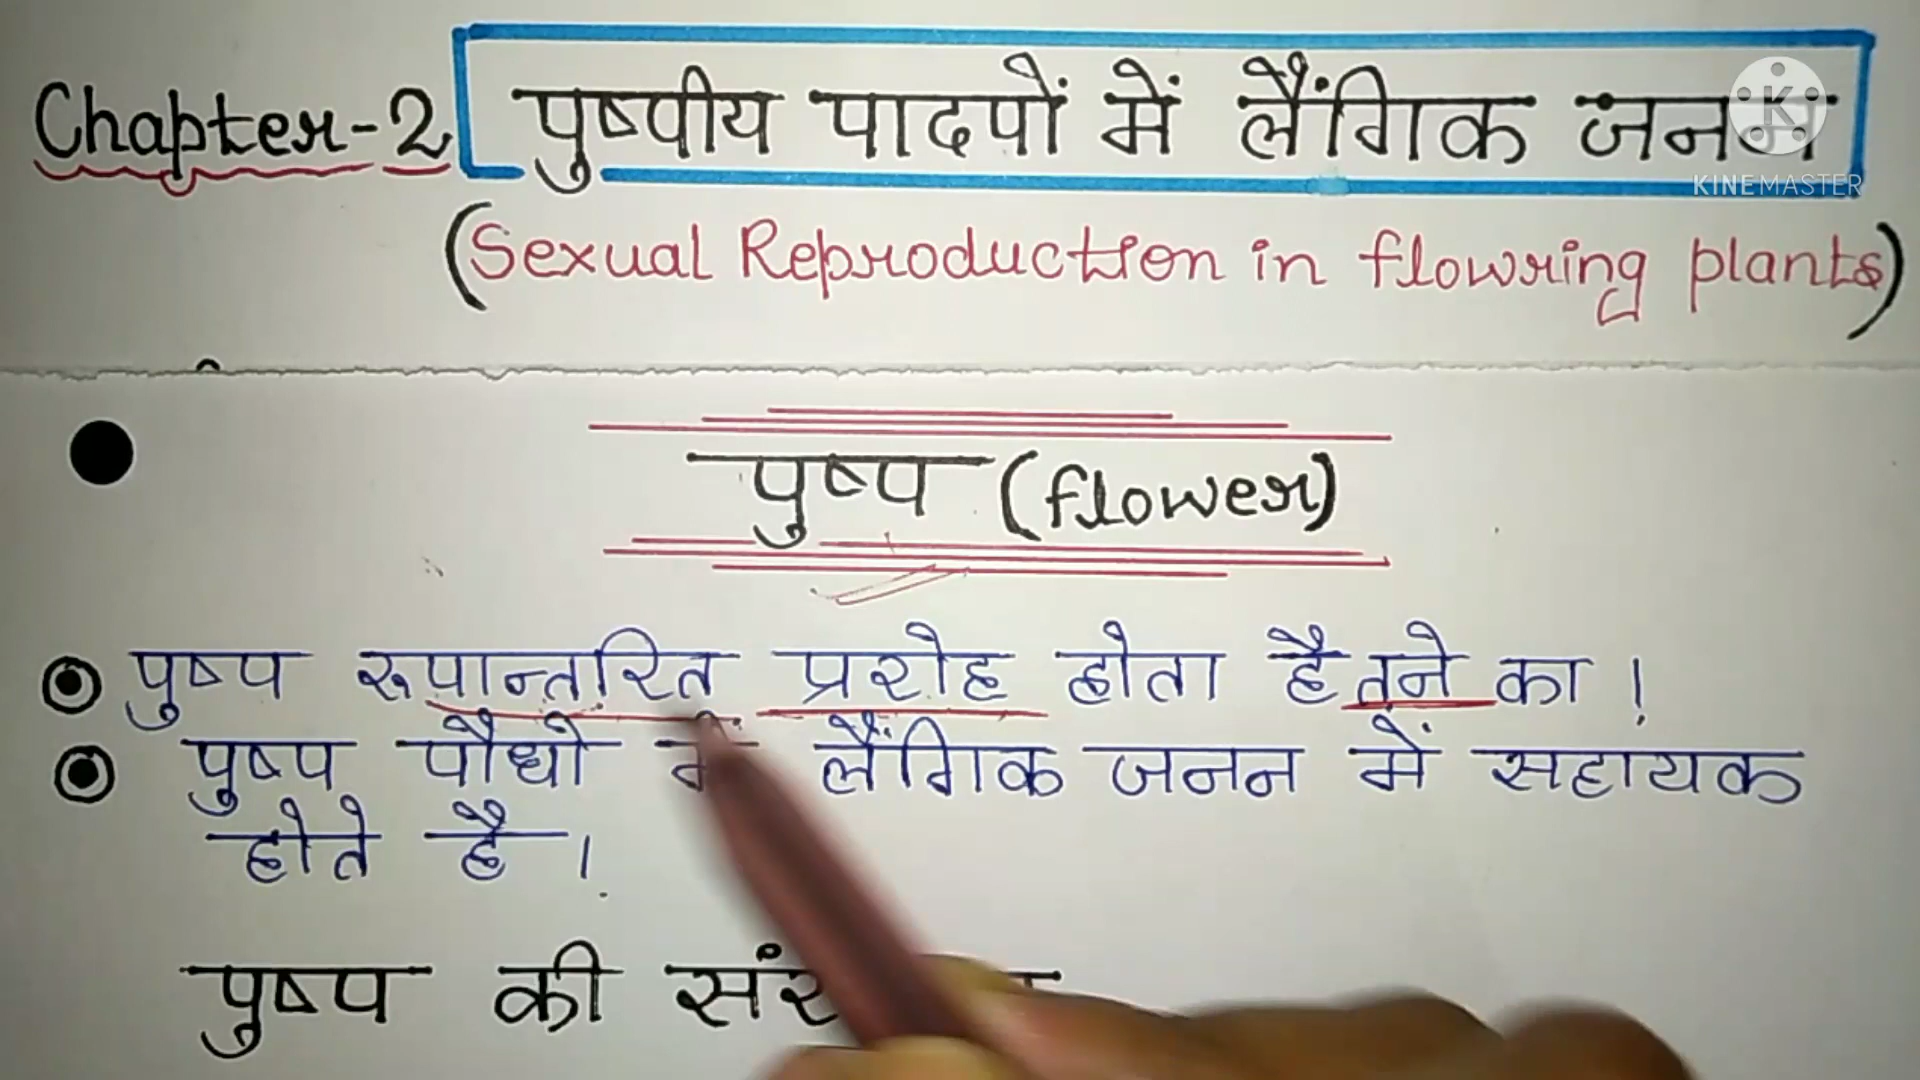 Chapter-2 पुष्पीय पादपों में लैंगिक जनन
KINEMASTER
(Sexual Reproduction in flowring plants)
पुष्प (flower)
पुष्प रूपान्तरित प्ररोह होता है तने का।
पुष्प पौधो लैंगिक जनन में सहायक
होते है।
पुष्प की